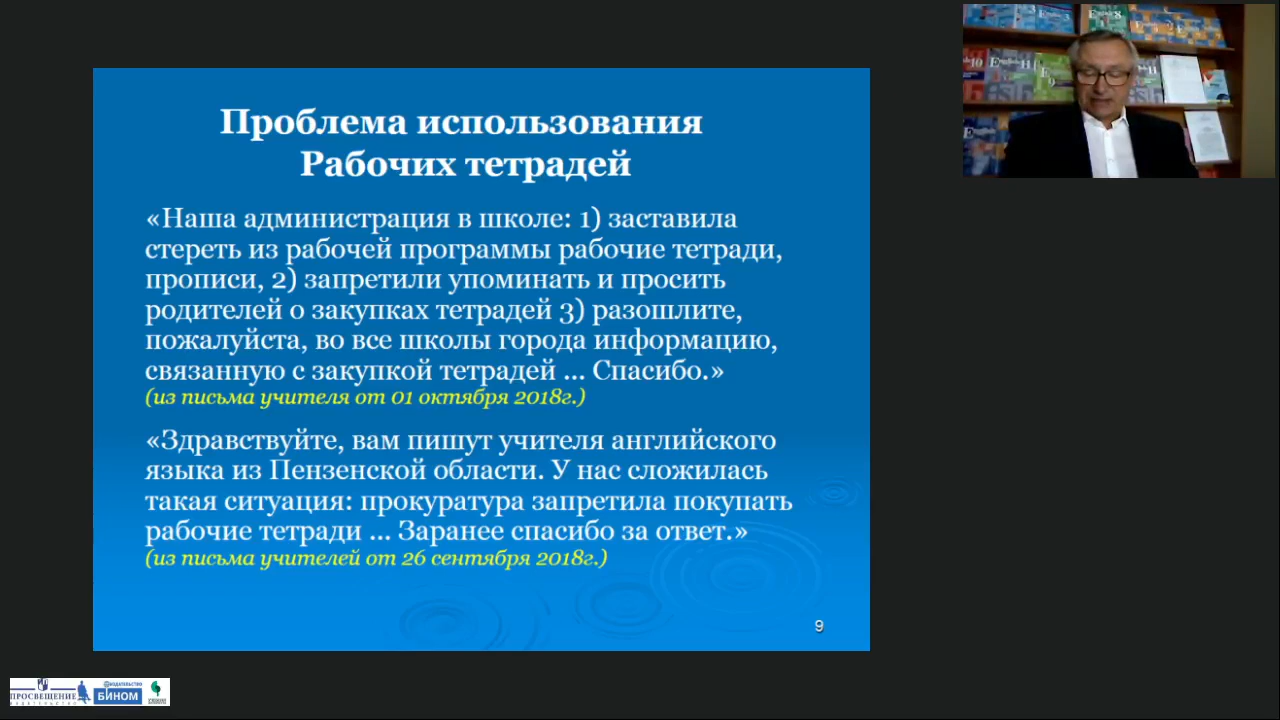 Проблема использования
Рабочих тетрадей
«Наша администрация в школе: 1) заставила
стереть из рабочей программы рабочие тетради,
прописи, 2) запретили упоминать и просить
родителей о закупках тетрадей 3) разошлите,
пожалуйста, во все школы города информацию,
связанную с закупкой тетрадей ... Спасибо.»
(из письма учителя от 01 октября 2018г.)
«Здравствуйте, вам пишут учителя английского
языка из Пензенской области. У нас сложилась
такая ситуация: прокуратура запретила покупать
рабочие тетради ... Заранее спасибо за ответ.»
(из письма учителей от 26 сентября 2018г.)
9
ПРОСВЕЩЕНИЕ
ИЗДАТЕЛЬСТВО
ИЗДАТЕЛЬСТВО
БИНОМ